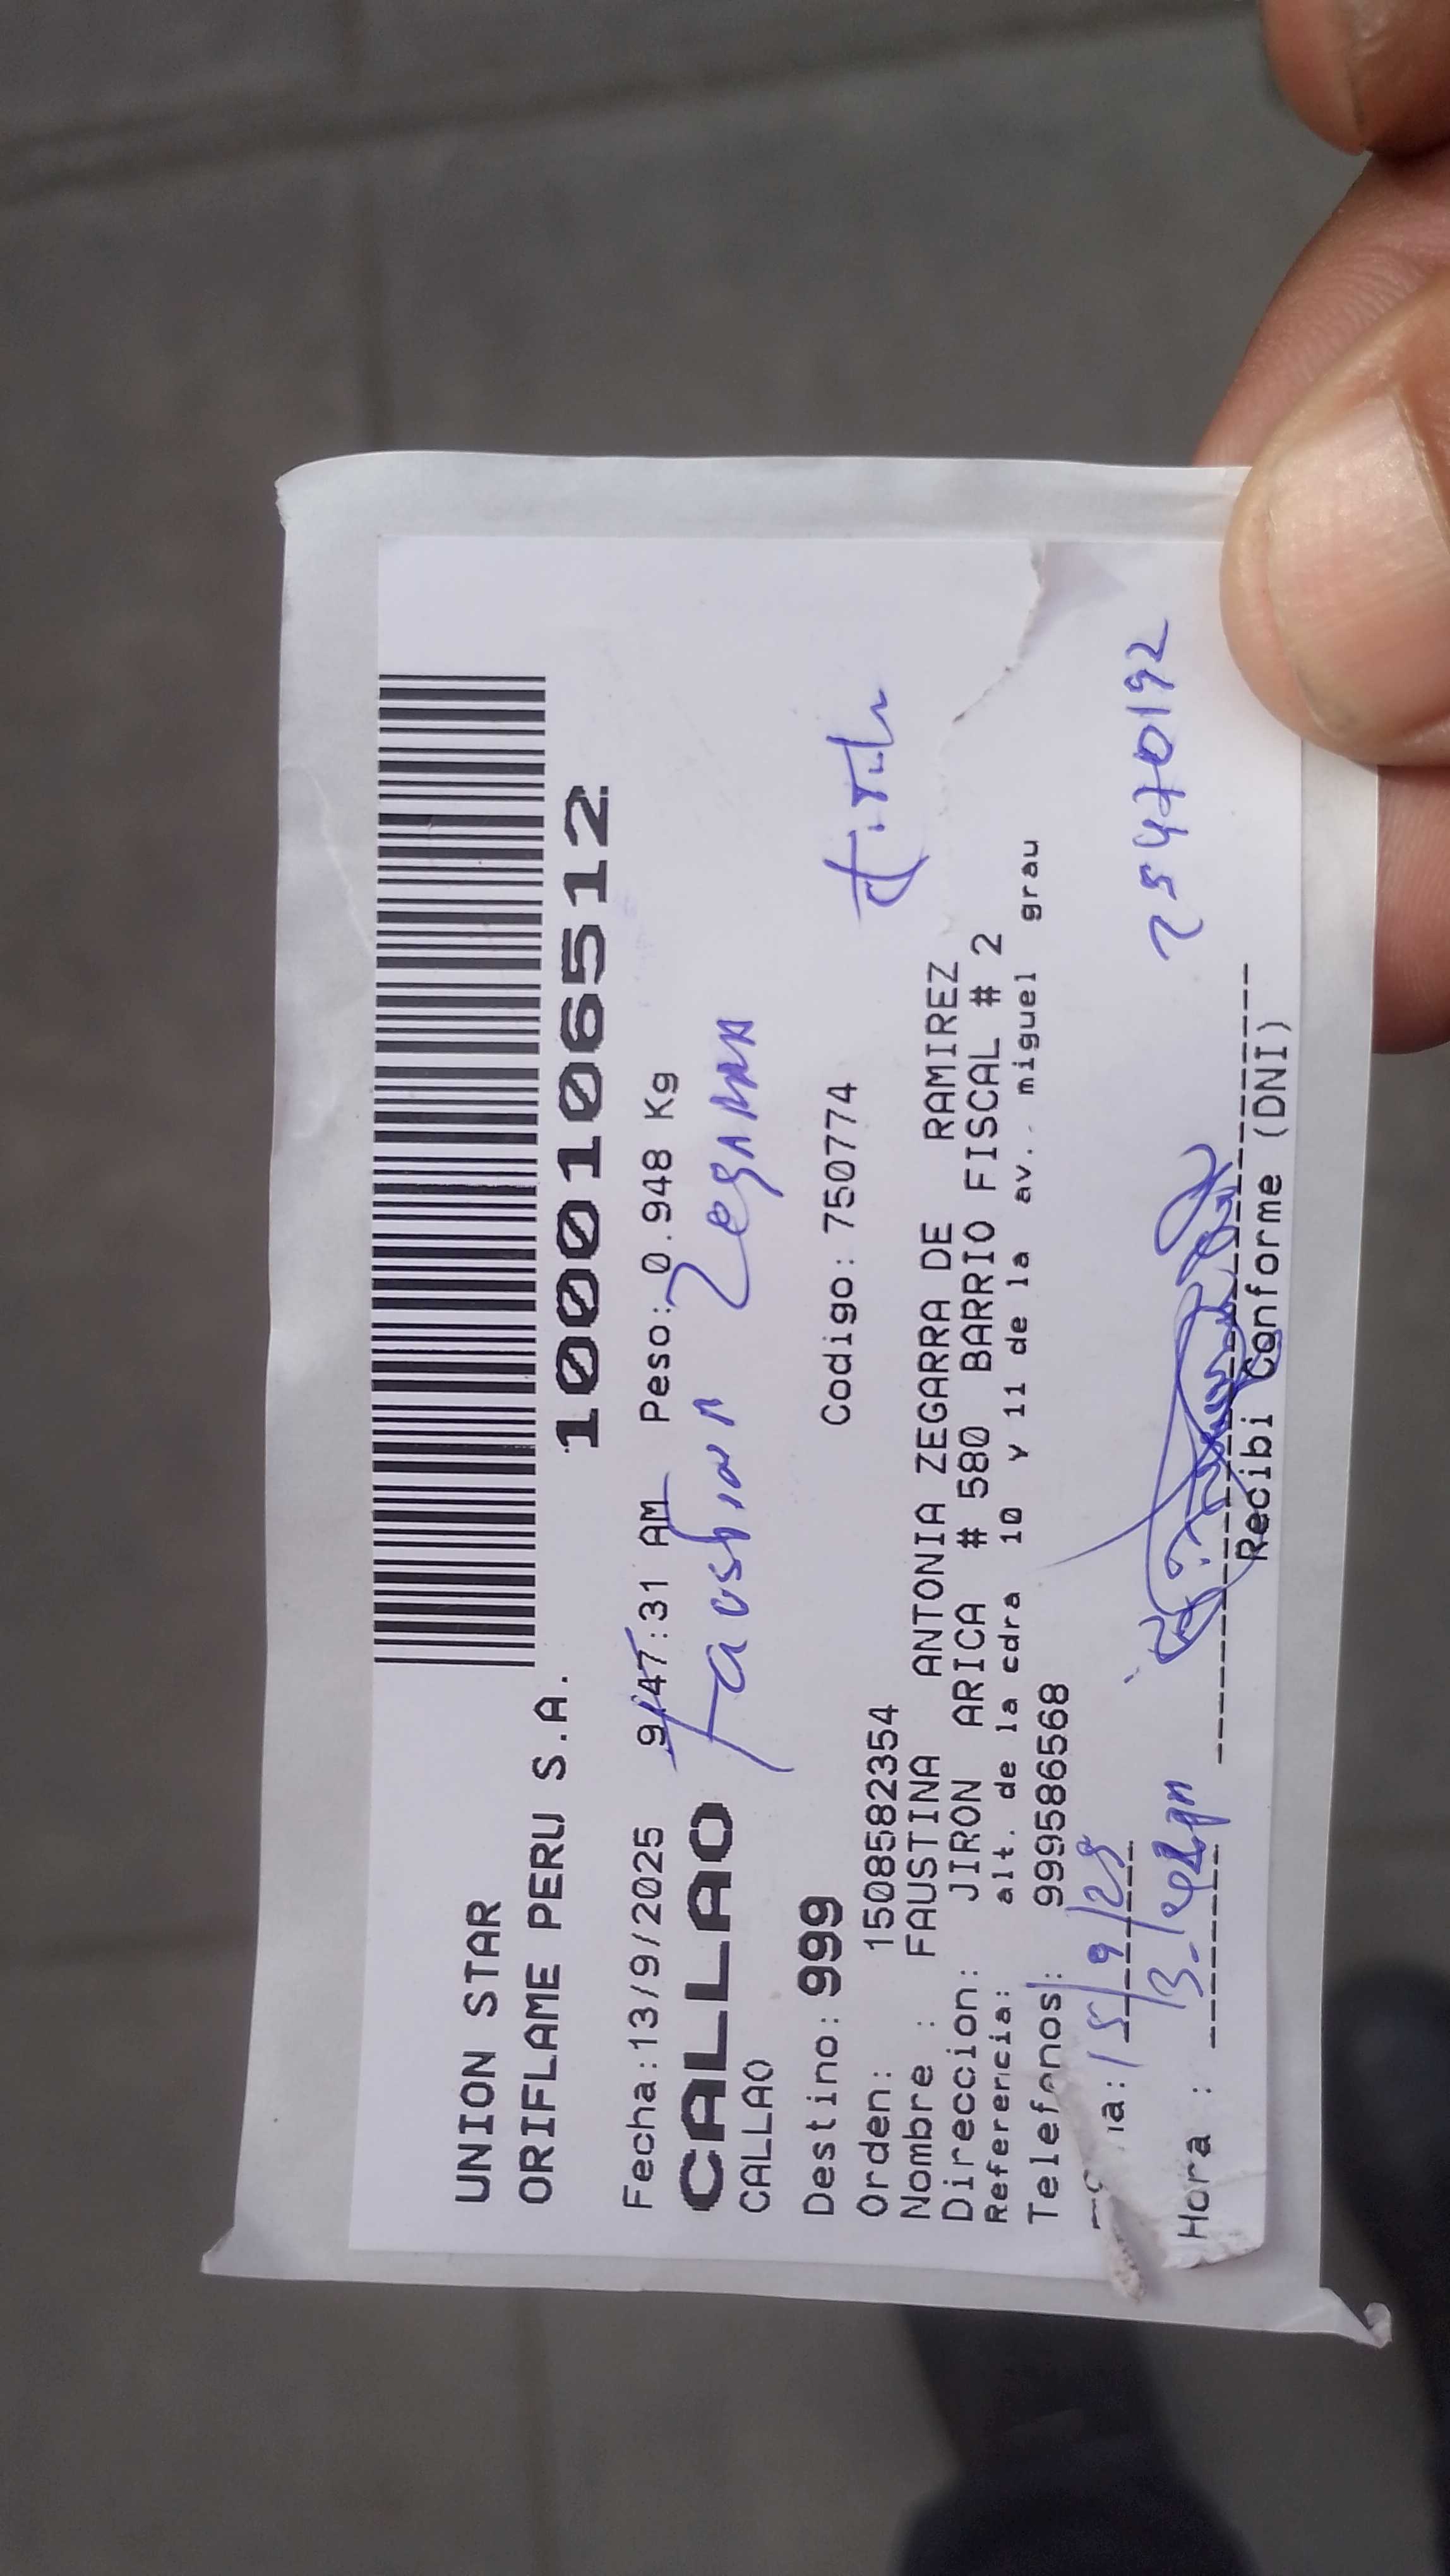 UNION STAR
ORIFLAME PERU S.A.
1000106512
Fecha:13/9/2025 9:47:31 AM Peso: 0.948 Kg
CALLAO
Faustina Zegarra
CALLAO
Destino: 999 Codigo: 750774
Orden: 1508582354
Nombre : FAUSTINA ANTONIA ZEGARRA DE RAMIREZ
Direccion: JIRON ARICA # 580 BARRIO FISCAL # 2
Referencia: alt. de la cdra 10 y 11 de la av.. miguel grau
Telefonos: 999586568
15/9/25
25470192
Hora :
Recibi Conforme (DNI)